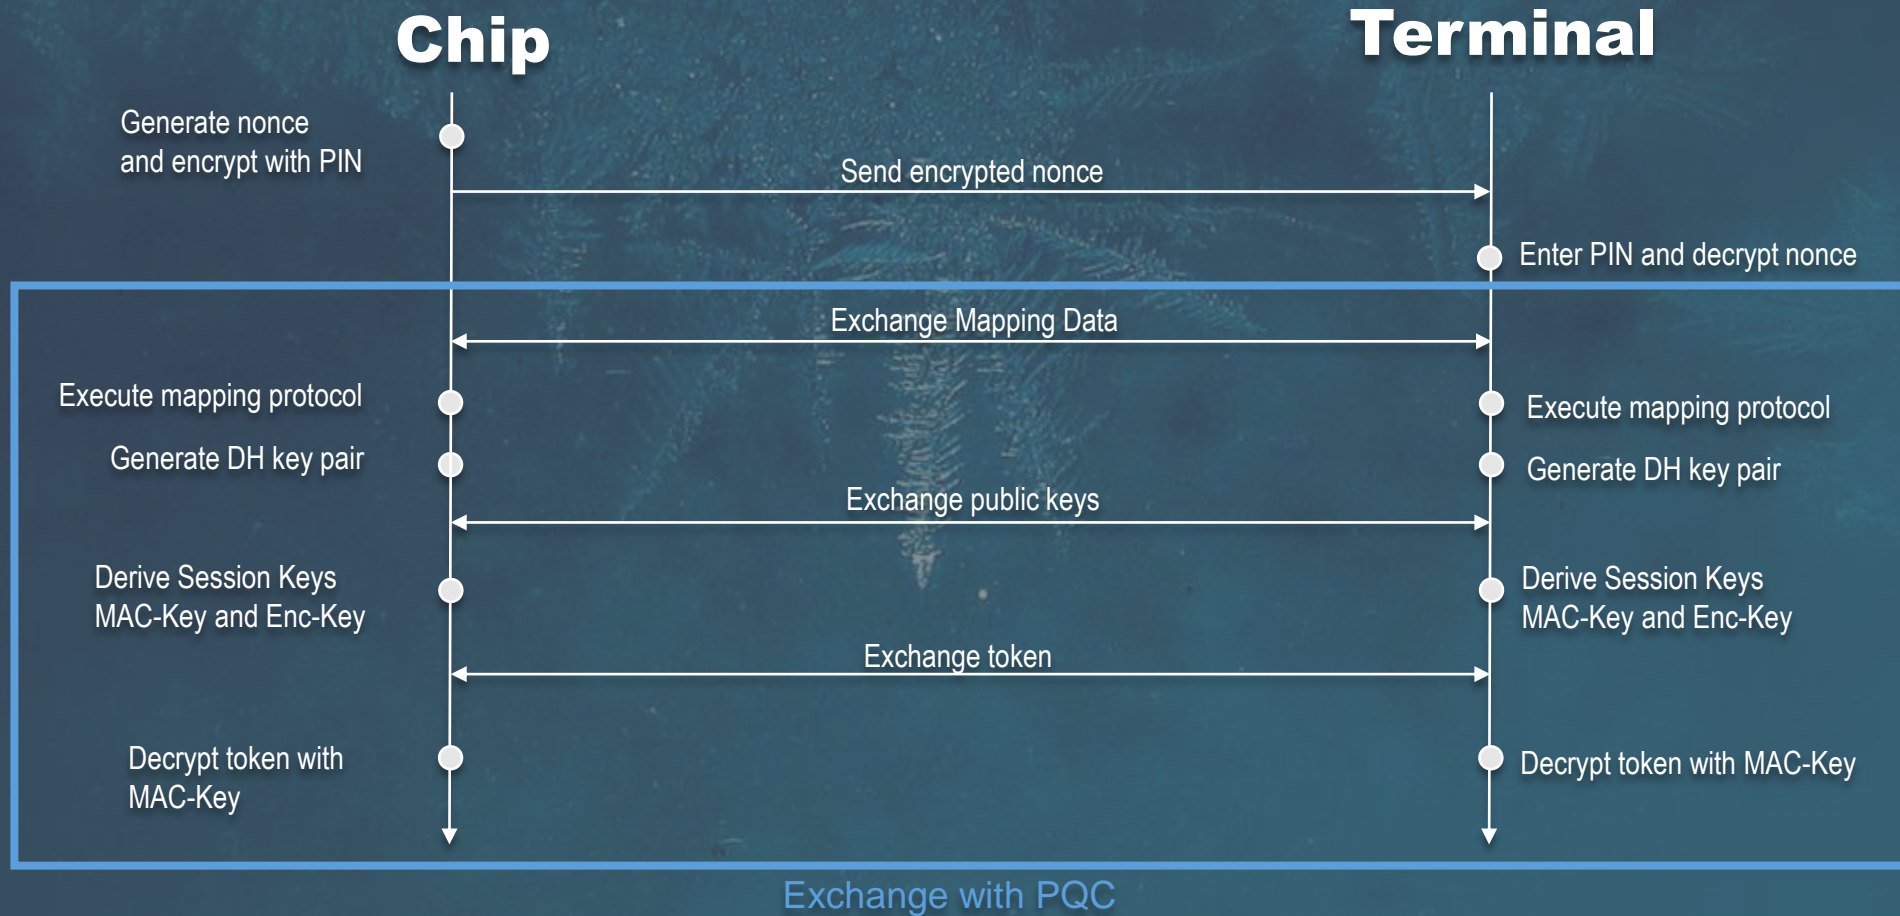 Chip
Terminal
Generate nonce
and encrypt with PIN
Send encrypted nonce
Enter PIN and decrypt nonce
Exchange Mapping Data
Execute mapping protocol
Execute mapping protocol
Generate DH key pair
Generate DH key pair
Exchange public keys
Derive Session Keys
MAC-Key and Enc-Key
Derive Session Keys
MAC-Key and Enc-Key
Exchange token
Decrypt token with
MAC-Key
Decrypt token with MAC-Key
Exchange with PQC